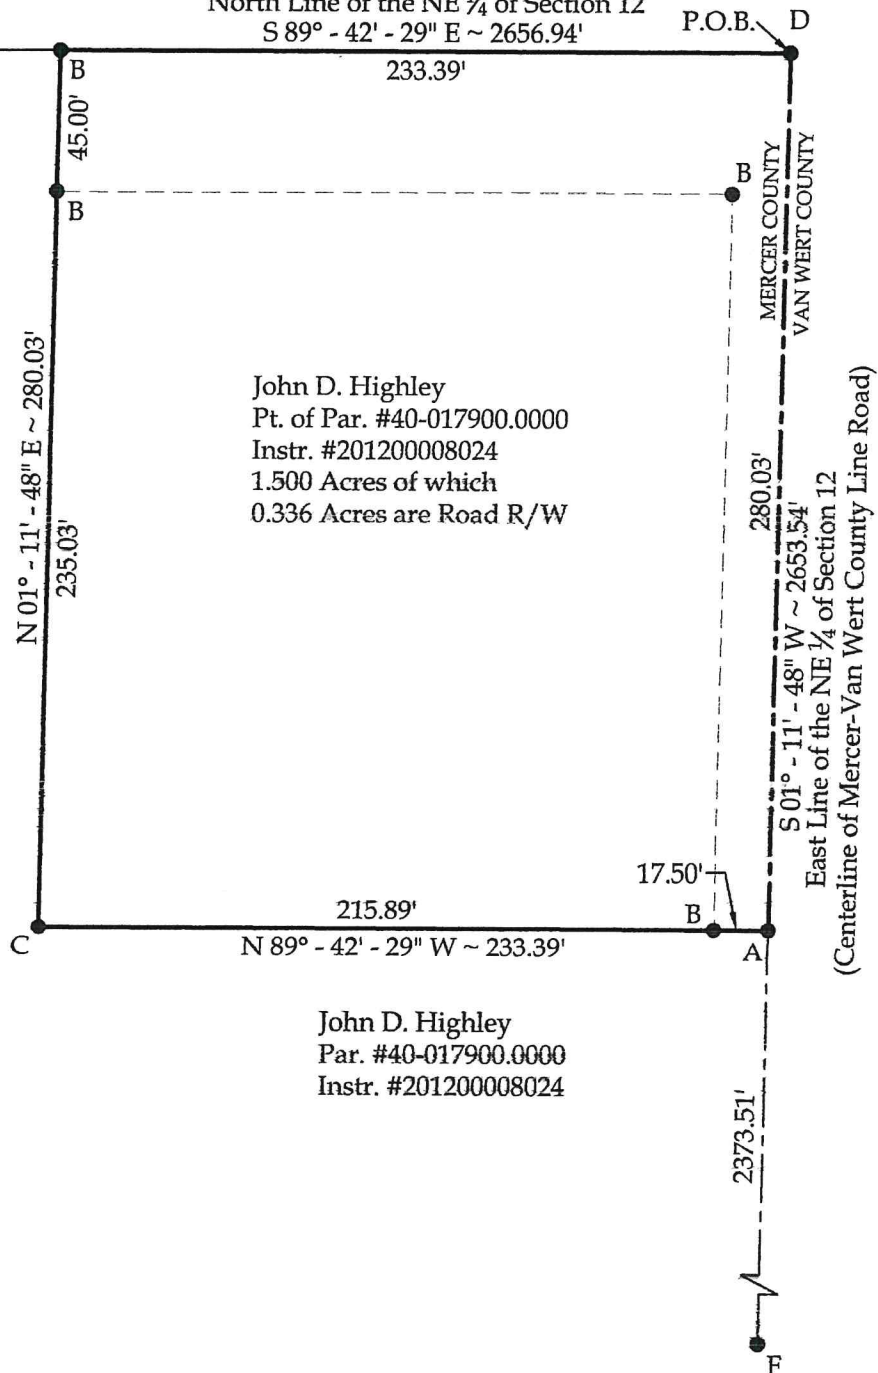 North Line of the NE ¼ of Section 12
S 89° - 42' - 29" E ~ 2656.94'
P.O.B.
D
B
233.39'
45.00'
B
B
MERCER COUNTY
VAN WERT COUNTY
N 01° - 11' - 48" E ~ 280.03'
235.03'
John D. Highley
Pt. of Par. #40-017900.0000
Instr. #201200008024
1.500 Acres of which
0.336 Acres are Road R/W
280.03'
S 01° - 11' - 48" W ~ 2653.54'
East Line of the NE ¼ of Section 12
(Centerline of Mercer-Van Wert County Line Road)
17.50'
215.89'
B
C
N 89° - 42' - 29" W ~ 233.39'
A
John D. Highley
Par. #40-017900.0000
Instr. #201200008024
2373.51'